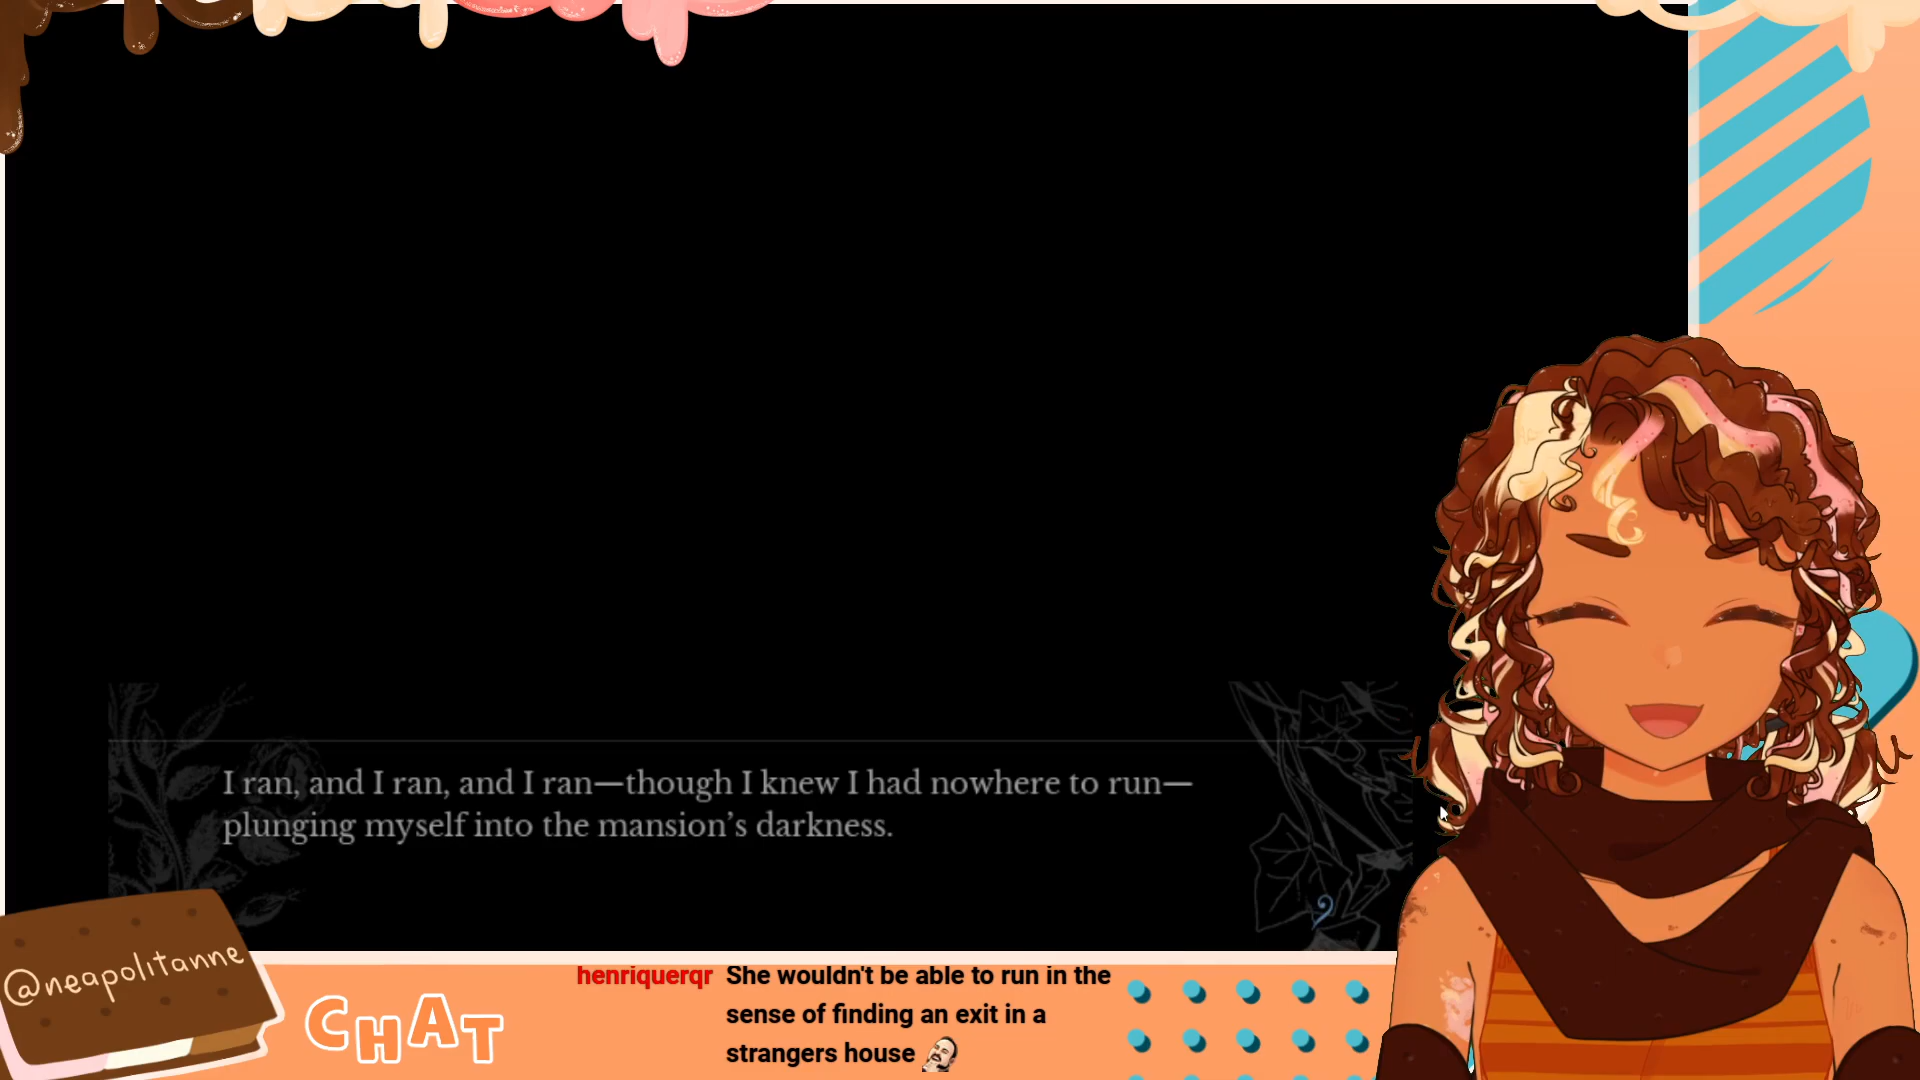 I ran, and I ran, and I ran—though I knew I had nowhere to run—
plunging myself into the mansion’s darkness.
@neapolitanne
CHAT
henriquerqr She wouldn't be able to run in the
sense of finding an exit in a
strangers house